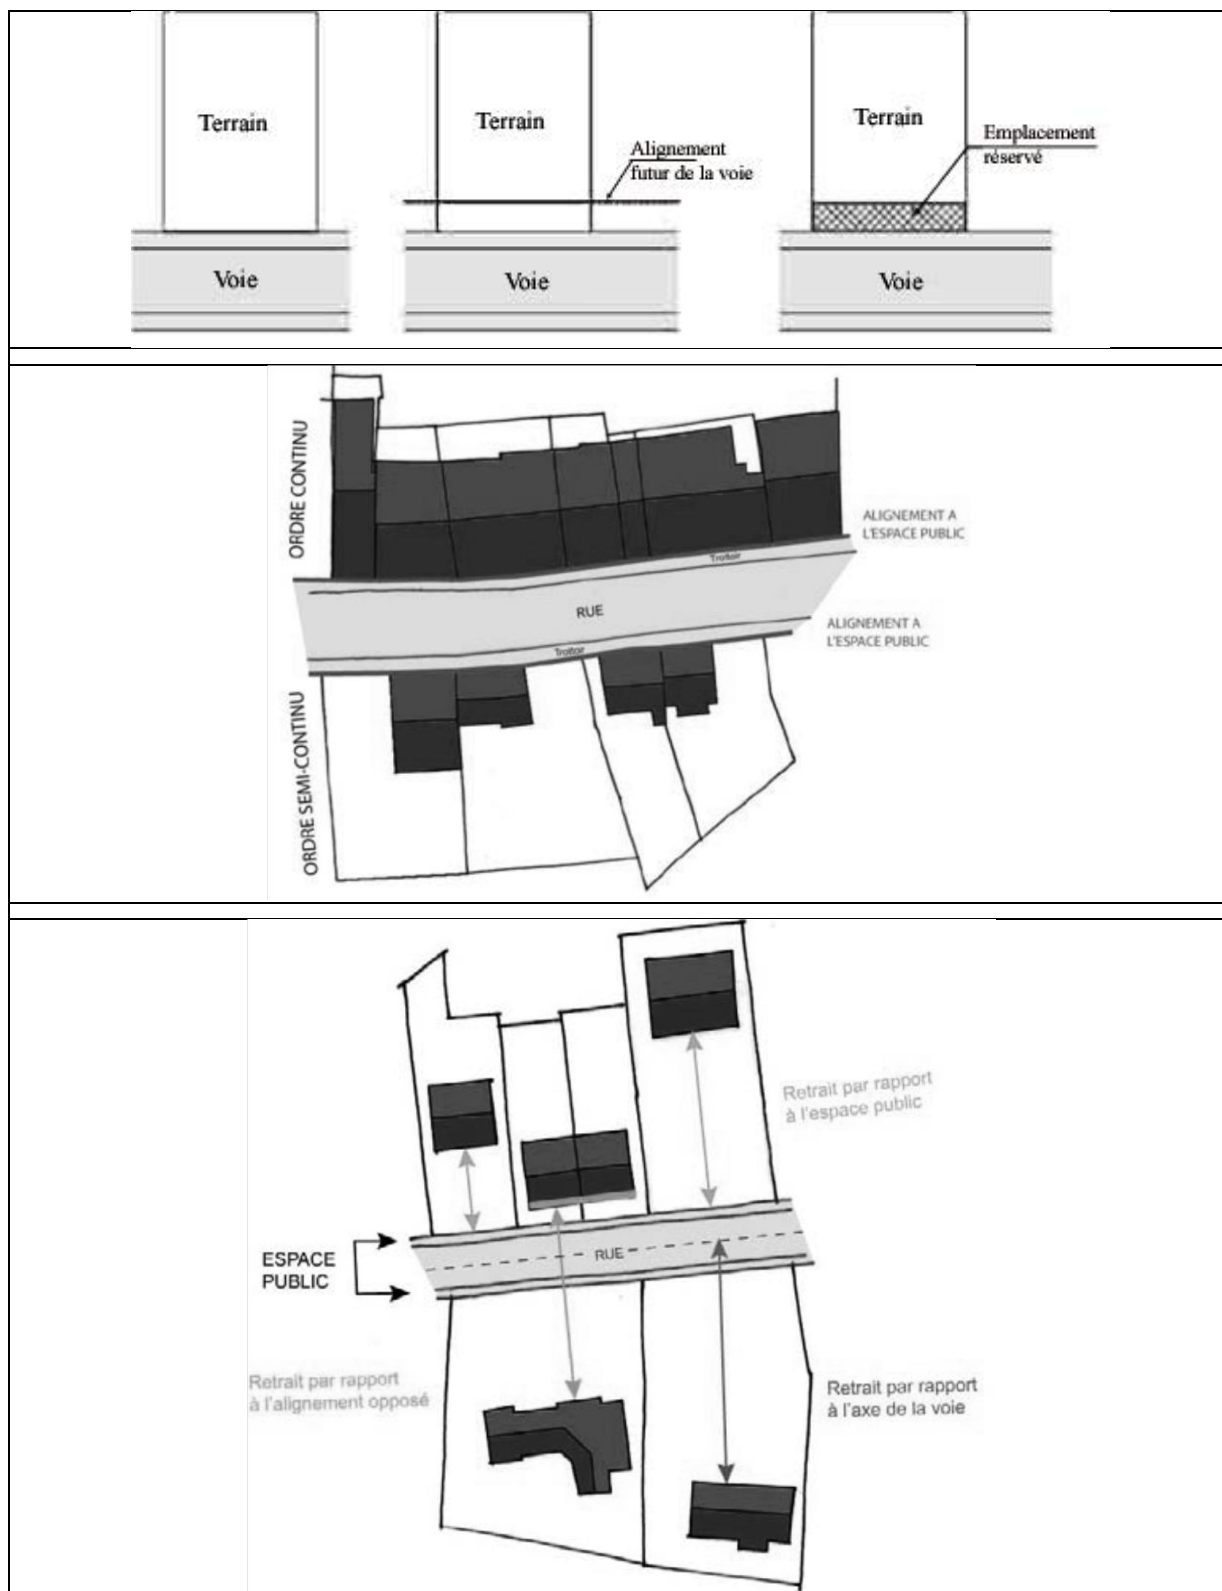 Terrain
Terrain
Terrain
Emplacement
réservé
Alignement
futur de la voie
Voie
Voie
Voie
ORDRE CONTINU
ALIGNEMENT A
L'ESPACE PUBLIC
Trottoir
RUE
ALIGNEMENT A
L'ESPACE PUBLIC
Trottoir
ORDRE SEMI-CONTINU
Retrait par rapport
à l'espace public
ESPACE
PUBLIC
RUE
Retrait par rapport
à l'alignement opposé
Retrait par rapport
à l'axe de la voie